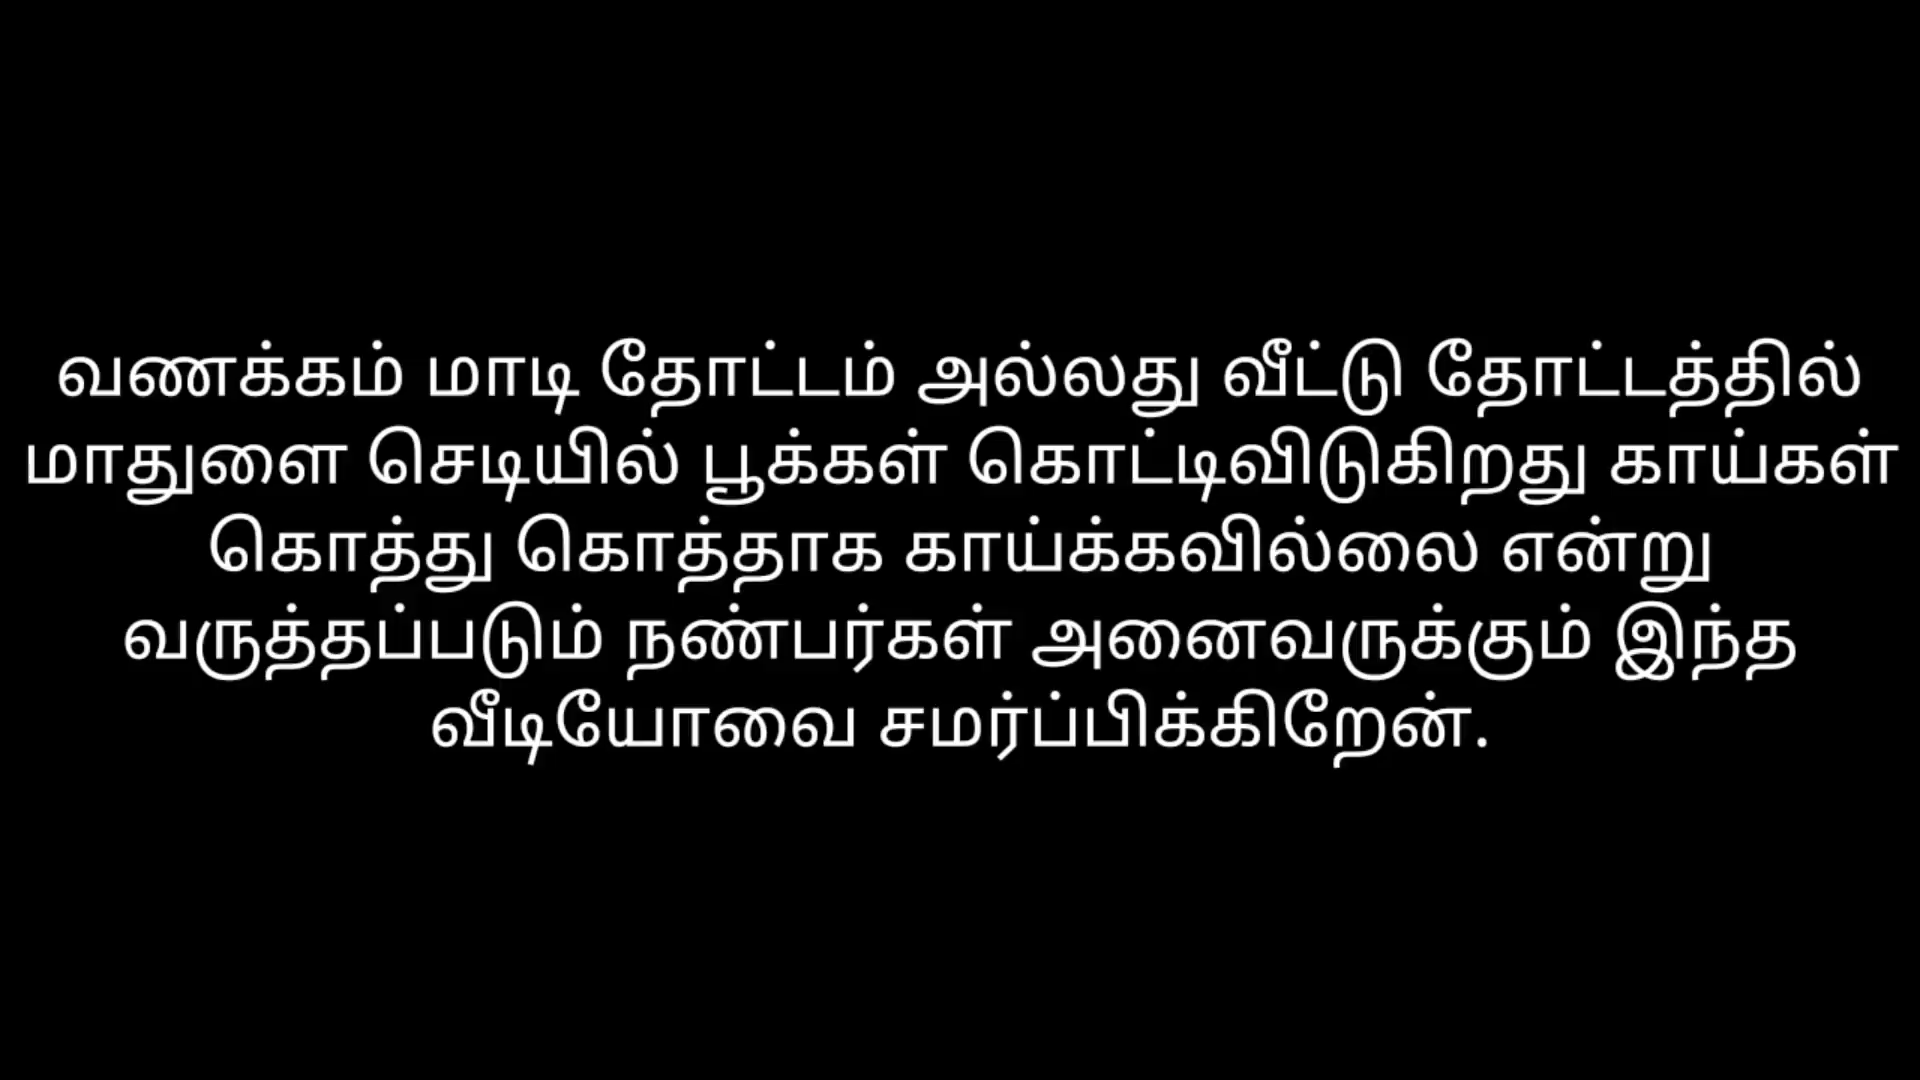 வணக்கம் மாடி தோட்டம் அல்லது வீட்டு தோட்டத்தில்
மாதுளை செடியில் பூக்கள் கொட்டிவிடுகிறது காய்கள்
கொத்து கொத்தாக காய்க்கவில்லை என்று
வருத்தப்படும் நண்பர்கள் அனைவருக்கும் இந்த
வீடியோவை சமர்ப்பிக்கிறேன்.